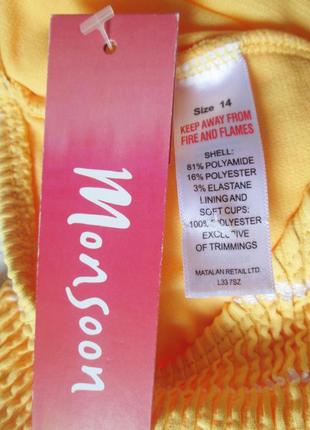 Monsoon
Size 14
KEEP AWAY FROM
FIRE AND FLAMES
SHELL:
81% POLYAMIDE
16% POLYESTER
3% ELASTANE
LINING AND
SOFT CUPS:
100% POLYESTER
EXCLUSIVE
OF TRIMMINGS
MATALAN RETAIL LTD.
L33 7SZ